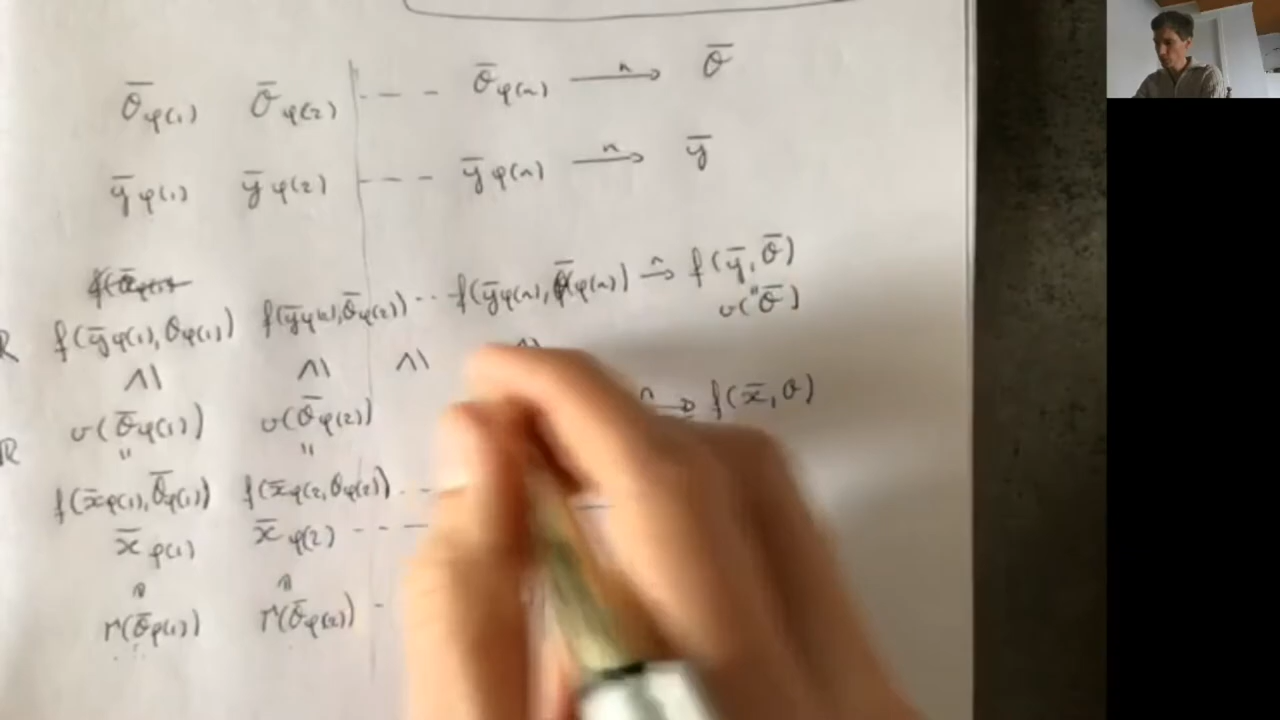 θ̄φ(1) θ̄φ(2) --- θ̄φ(n) →ⁿ θ̄
ȳφ(1) ȳφ(2) --- ȳφ(n) →ⁿ ȳ
R f(ȳφ(1), θφ(1)) f(ȳφ(2), θ̄φ(2)) ·· f(ȳφ(n), θ̄φ(n)) →ⁿ f(ȳ, θ̄)
v(θ̄)
∧| ∧| ∧| ∧|
v(θ̄φ(1)) v(θ̄φ(2)) →ⁿ f(x̄, θ)
R " "
f(x̄φ(1), θ̄φ(1)) f(x̄φ(2, θφ(2)) ---
x̄φ(1) x̄φ(2) ---
r(θ̄φ(1)) r(θ̄φ(2)) -